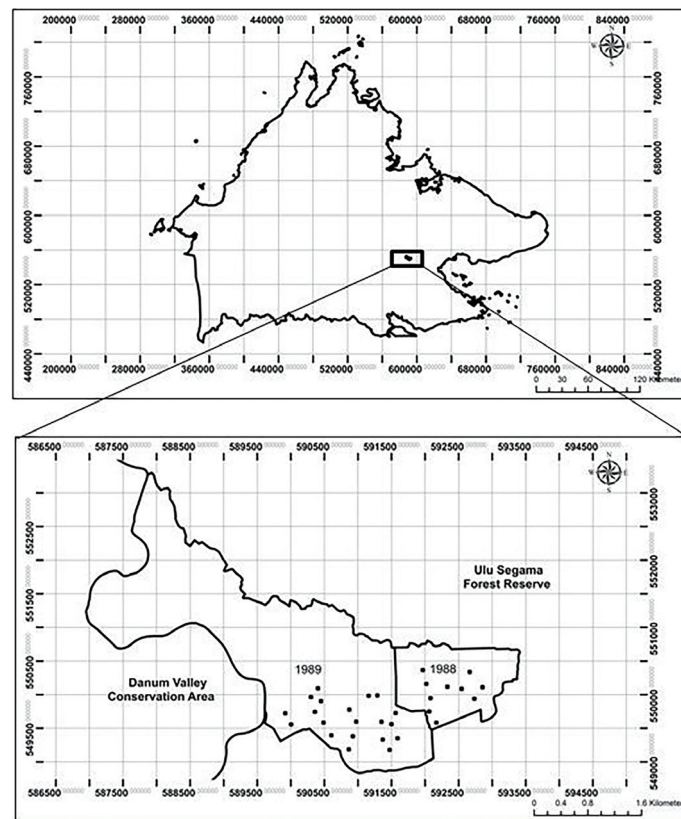 200000 280000 360000 440000 520000 600000 680000 760000 840000
N
W E
S
760000 760000
680000 680000
600000 600000
520000 520000
440000 440000
200000 280000 360000 440000 520000 600000 680000 760000 840000
0 30 60 120 Kilomete
586500 587500 588500 589500 590500 591500 592500 593500 594500
N
W E
S
553000
552500
552000
Ulu Segama
Forest Reserve
551500
551000
1989 1988
550500
Danum Valley
Conservation Area
550000
549500
549000
586500 587500 588500 589500 590500 591500 592500 593500 594500
0 0.4 0.8 1.6 Kilomete